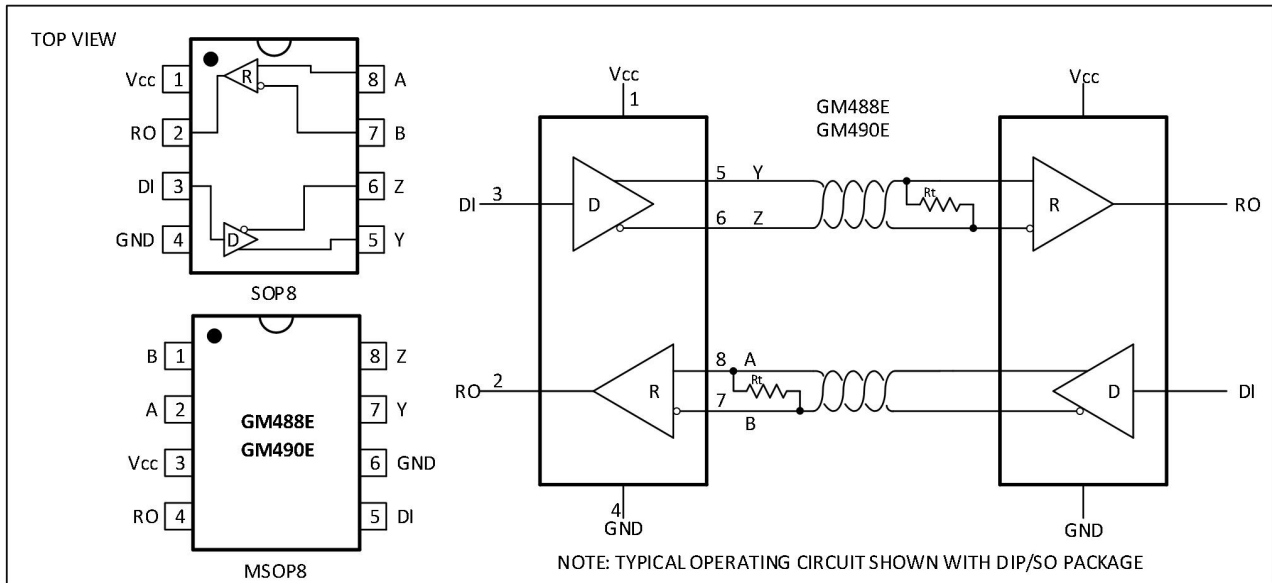 TOP VIEW
Vcc 1 8 A
R
RO 2 7 B
DI 3 6 Z
D
GND 4 5 Y
SOP8
B 1 8 Z
A 2 7 Y
GM488E
GM490E
Vcc 3 6 GND
RO 4 5 DI
MSOP8
Vcc
1
GM488E
GM490E
Vcc
5 Y
DI 3 D
Rt
R RO
6 Z
8 A
RO 2 R
Rt
D DI
7
B
4
GND
GND
NOTE: TYPICAL OPERATING CIRCUIT SHOWN WITH DIP/SO PACKAGE